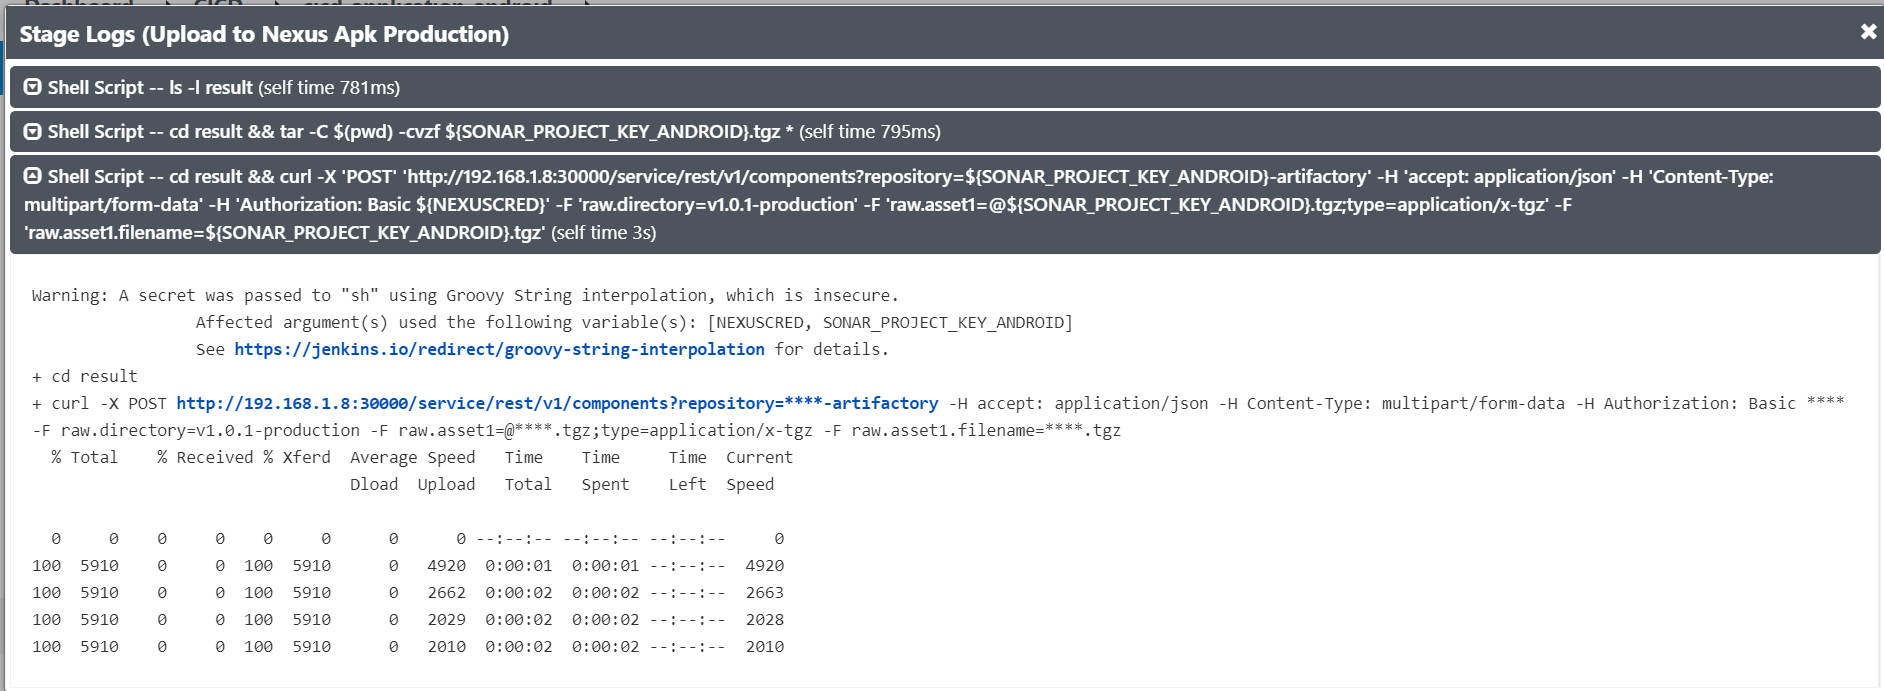 Dashboard CICD cicd-application-android
Stage Logs (Upload to Nexus Apk Production)
Shell Script -- ls -l result (self time 781ms)
Shell Script -- cd result && tar -C $(pwd) -cvzf ${SONAR_PROJECT_KEY_ANDROID}.tgz * (self time 795ms)
Shell Script -- cd result && curl -X 'POST' 'http://192.168.1.8:30000/service/rest/v1/components?repository=${SONAR_PROJECT_KEY_ANDROID}-artifactory' -H 'accept: application/json' -H 'Content-Type:
multipart/form-data' -H 'Authorization: Basic ${NEXUSCRED}' -F 'raw.directory=v1.0.1-production' -F 'raw.asset1=@${SONAR_PROJECT_KEY_ANDROID}.tgz;type=application/x-tgz' -F
'raw.asset1.filename=${SONAR_PROJECT_KEY_ANDROID}.tgz' (self time 3s)
Warning: A secret was passed to "sh" using Groovy String interpolation, which is insecure.
Affected argument(s) used the following variable(s): [NEXUSCRED, SONAR_PROJECT_KEY_ANDROID]
See https://jenkins.io/redirect/groovy-string-interpolation for details.
+ cd result
+ curl -X POST http://192.168.1.8:30000/service/rest/v1/components?repository=****-artifactory -H accept: application/json -H Content-Type: multipart/form-data -H Authorization: Basic ****
-F raw.directory=v1.0.1-production -F raw.asset1=@****.tgz;type=application/x-tgz -F raw.asset1.filename=****.tgz
% Total % Received % Xferd Average Speed Time Time Time Current
Dload Upload Total Spent Left Speed
0 0 0 0 0 0 0 0 --:--:-- --:--:-- --:--:-- 0
100 5910 0 0 100 5910 0 4920 0:00:01 0:00:01 --:--:-- 4920
100 5910 0 0 100 5910 0 2662 0:00:02 0:00:02 --:--:-- 2663
100 5910 0 0 100 5910 0 2029 0:00:02 0:00:02 --:--:-- 2028
100 5910 0 0 100 5910 0 2010 0:00:02 0:00:02 --:--:-- 2010